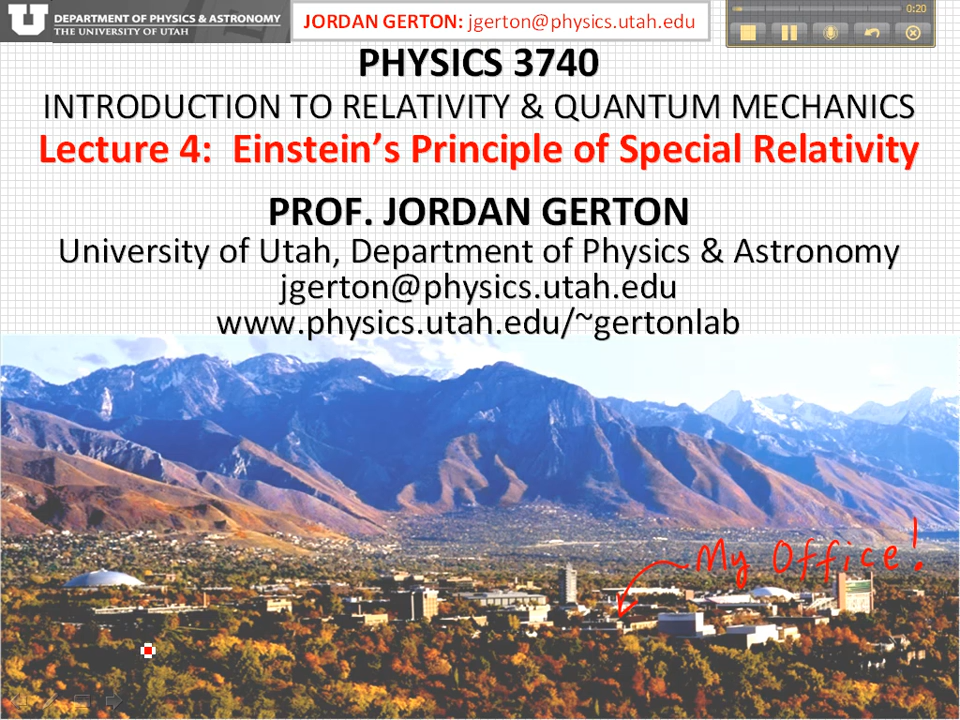 DEPARTMENT OF PHYSICS & ASTRONOMY
THE UNIVERSITY OF UTAH
JORDAN GERTON: jgerton@physics.utah.edu
0:20
PHYSICS 3740
INTRODUCTION TO RELATIVITY & QUANTUM MECHANICS
Lecture 4: Einstein’s Principle of Special Relativity
PROF. JORDAN GERTON
University of Utah, Department of Physics & Astronomy
jgerton@physics.utah.edu
www.physics.utah.edu/~gertonlab
My Office!